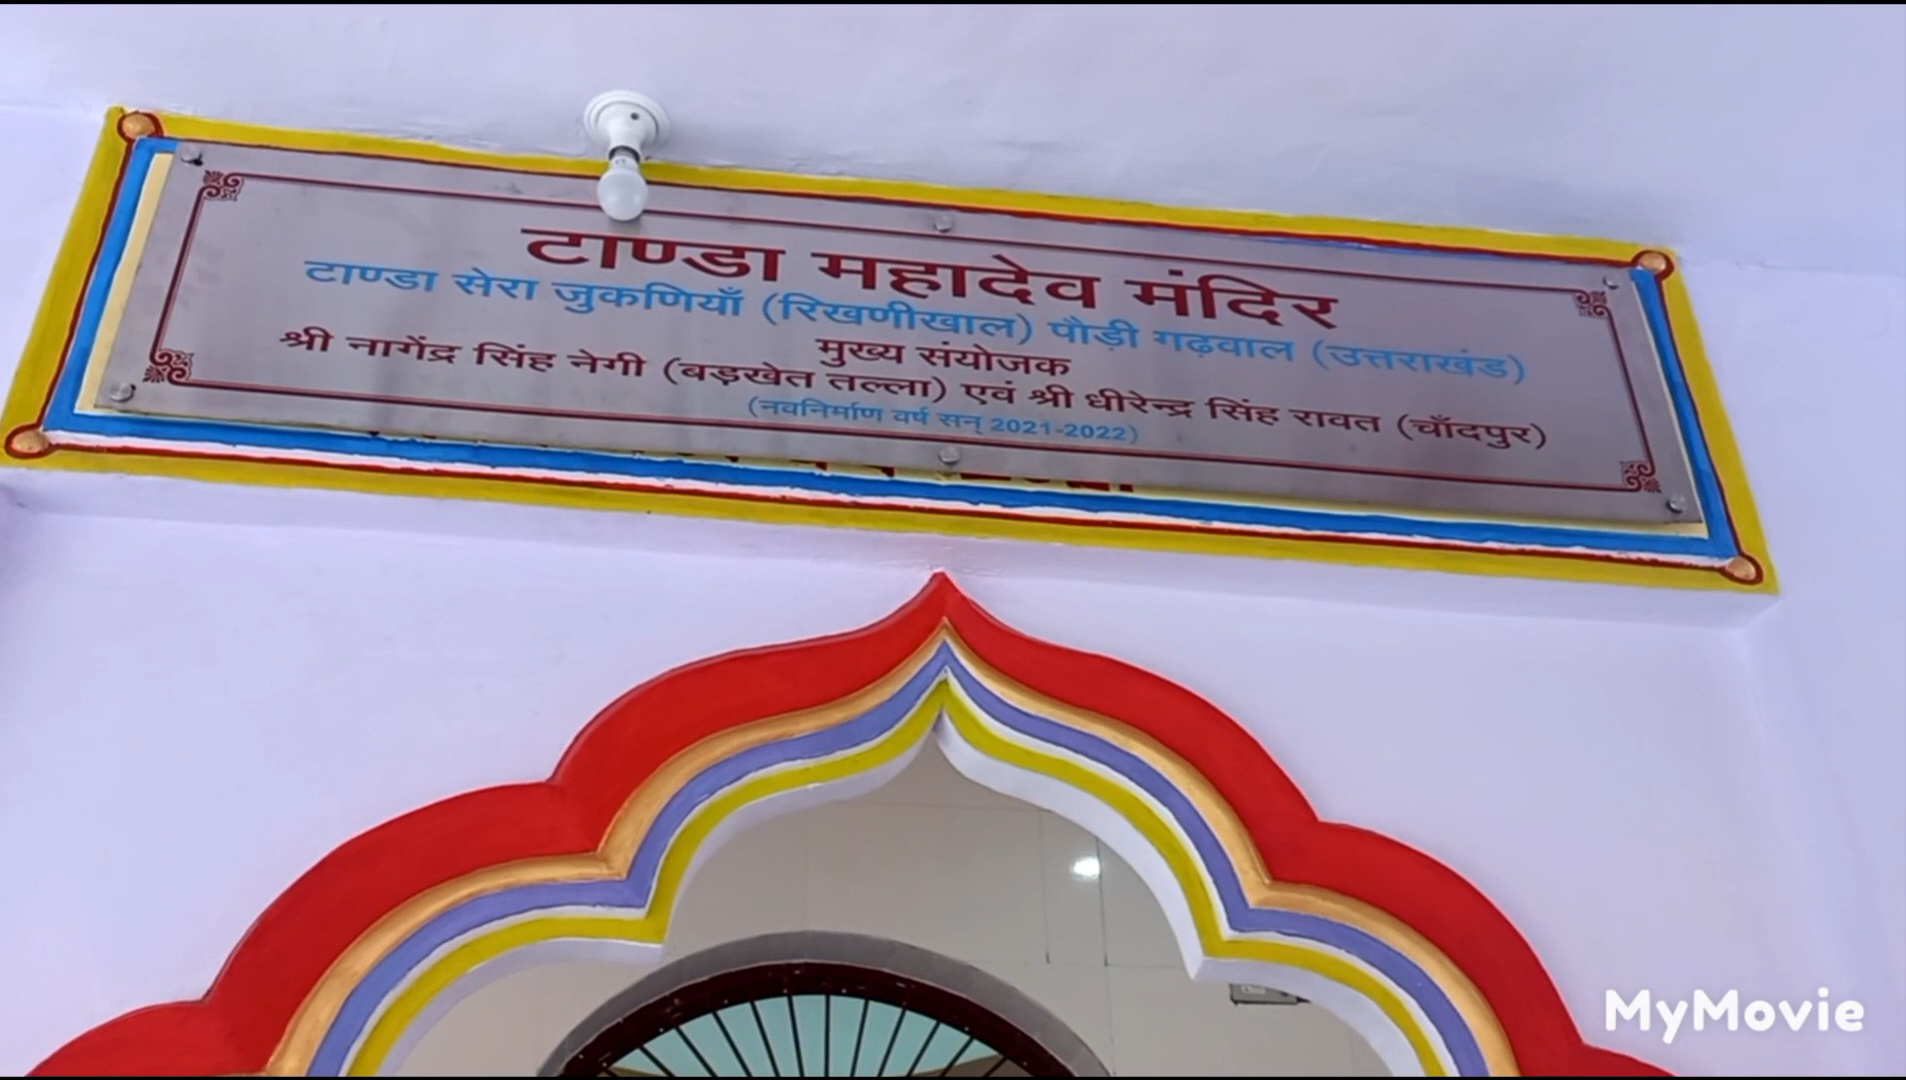 टाण्डा महादेव मंदिर
टाण्डा सेरा जुकणियाँ (रिखणीखाल) पौड़ी गढ़वाल (उत्तराखंड)
मुख्य संयोजक
श्री नागेंद्र सिंह नेगी (बड़खेत तल्ला) एवं श्री धीरेन्द्र सिंह रावत (चाँदपुर)
(नवनिर्माण वर्ष सन् 2021-2022)
MyMovie